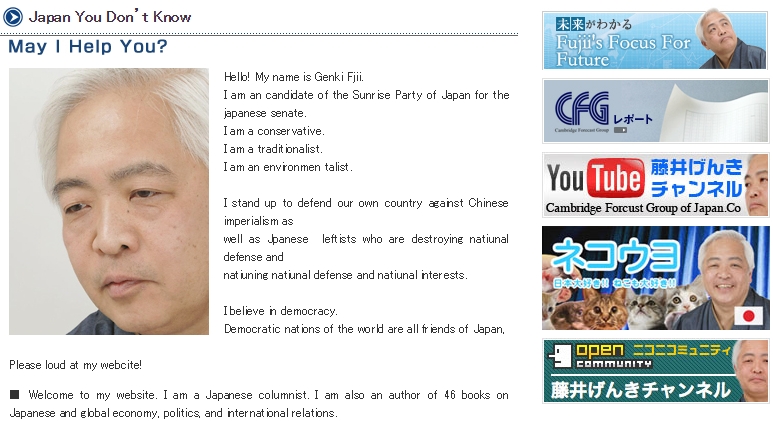 Japan You Don't Know
May I Help You?
Hello! My name is Genki Fjii.
I am an candidate of the Sunrise Party of Japan for the
japanese senate.
I am a conservative.
I am a traditionalist.
I am an environmen talist.
I stand up to defend our own country against Chinese
imperialism as
well as Jpanese leftists who are destroying natiunal
defense and
natiuning natiunal defense and natiunal interests.
I believe in democracy.
Democratic nations of the world are all friends of Japan,
Please loud at my webcite!
■ Welcome to my website. I am a Japanese columnist. I am also an author of 46 books on
Japanese and global economy, politics, and international relations.
未来がわかる
Fujii's Focus For
Future
CFG レポート
Cambridge Forcust Group
YouTube 藤井げんき
チャンネル
Cambridge Forcust Group of Japan.Co
ネコウヨ
日本大好き!! ねこも大好き!!
open ニコニコミュニティ
COMMUNITY
藤井げんきチャンネル